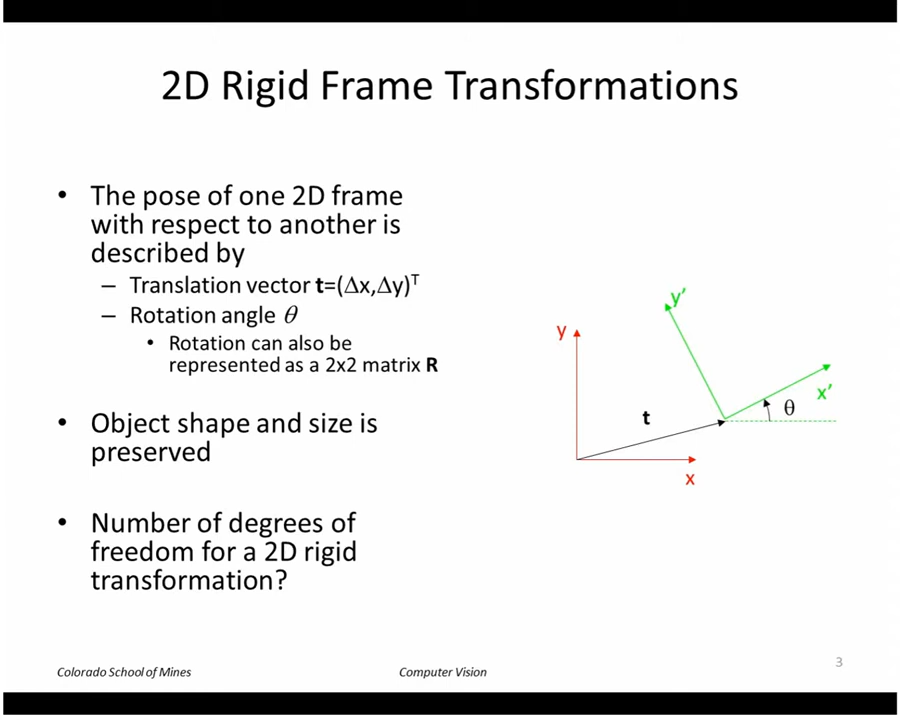 2D Rigid Frame Transformations
• The pose of one 2D frame
with respect to another is
described by
– Translation vector t=(Δx,Δy)ᵀ
– Rotation angle θ
• Rotation can also be
represented as a 2x2 matrix R
• Object shape and size is
preserved
• Number of degrees of
freedom for a 2D rigid
transformation?
y
y’
x’
θ
t
x
Colorado School of Mines
Computer Vision
3